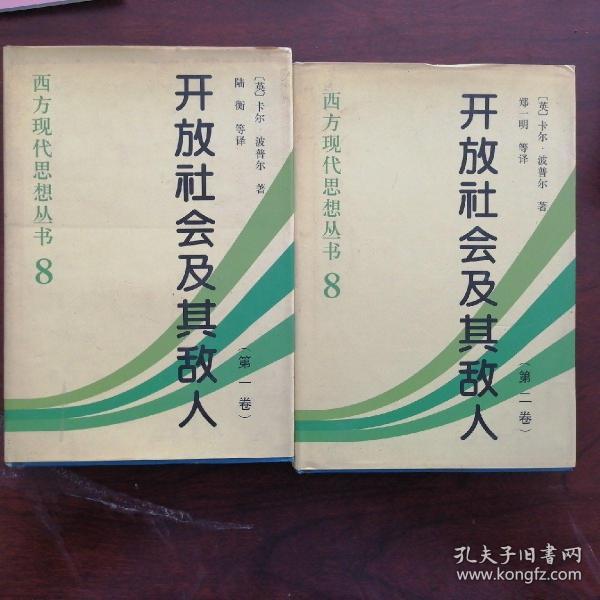 西方现代思想丛书 8
开放社会及其敌人
(第一卷)
〔英〕卡尔 波普尔 著
陆衡 等译
西方现代思想丛书 8
开放社会及其敌人
(第二卷)
〔英〕卡尔·波普尔 著
郑一明 等译
孔夫子旧书网
www.kongfz.com